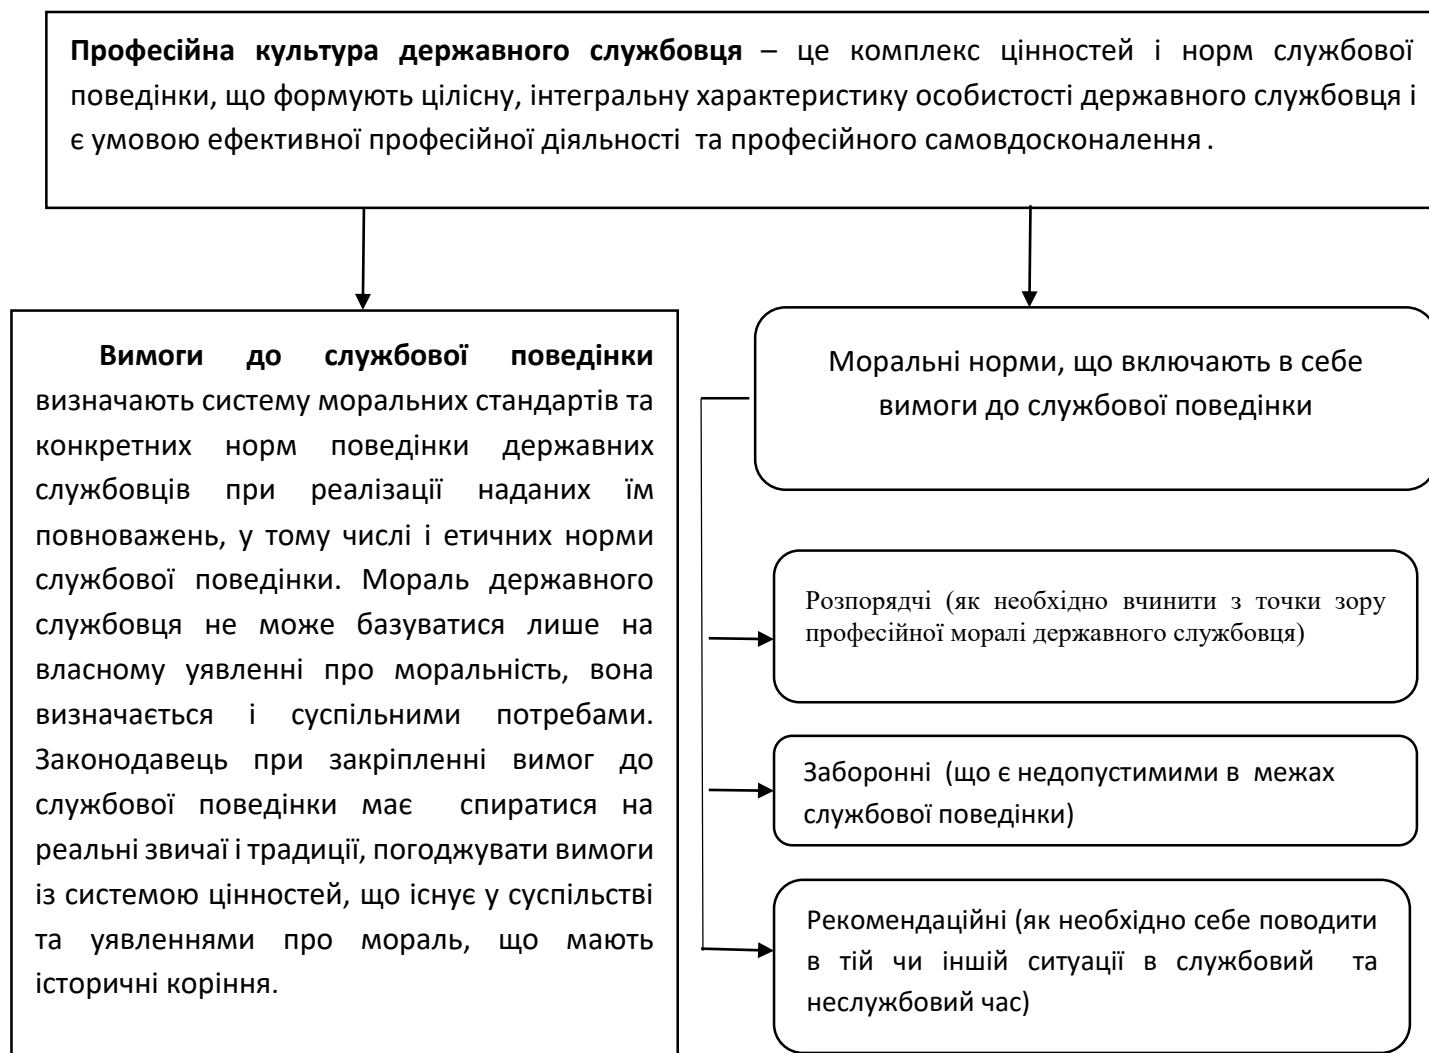 Професійна культура державного службовця – це комплекс цінностей і норм службової
поведінки, що формують цілісну, інтегральну характеристику особистості державного службовця і
є умовою ефективної професійної діяльності та професійного самовдосконалення .
Вимоги до службової поведінки
визначають систему моральних стандартів та
конкретних норм поведінки державних
службовців при реалізації наданих їм
повноважень, у тому числі і етичних норми
службової поведінки. Мораль державного
службовця не може базуватися лише на
власному уявленні про моральність, вона
визначається і суспільними потребами.
Законодавець при закріпленні вимог до
службової поведінки має спиратися на
реальні звичаї і традиції, погоджувати вимоги
із системою цінностей, що існує у суспільстві
та уявленнями про мораль, що мають
історичні коріння.
Моральні норми, що включають в себе
вимоги до службової поведінки
Розпорядчі (як необхідно вчинити з точки зору
професійної моралі державного службовця)
Заборонні (що є недопустимими в межах
службової поведінки)
Рекомендаційні (як необхідно себе поводити
в тій чи іншій ситуації в службовий та
неслужбовий час)